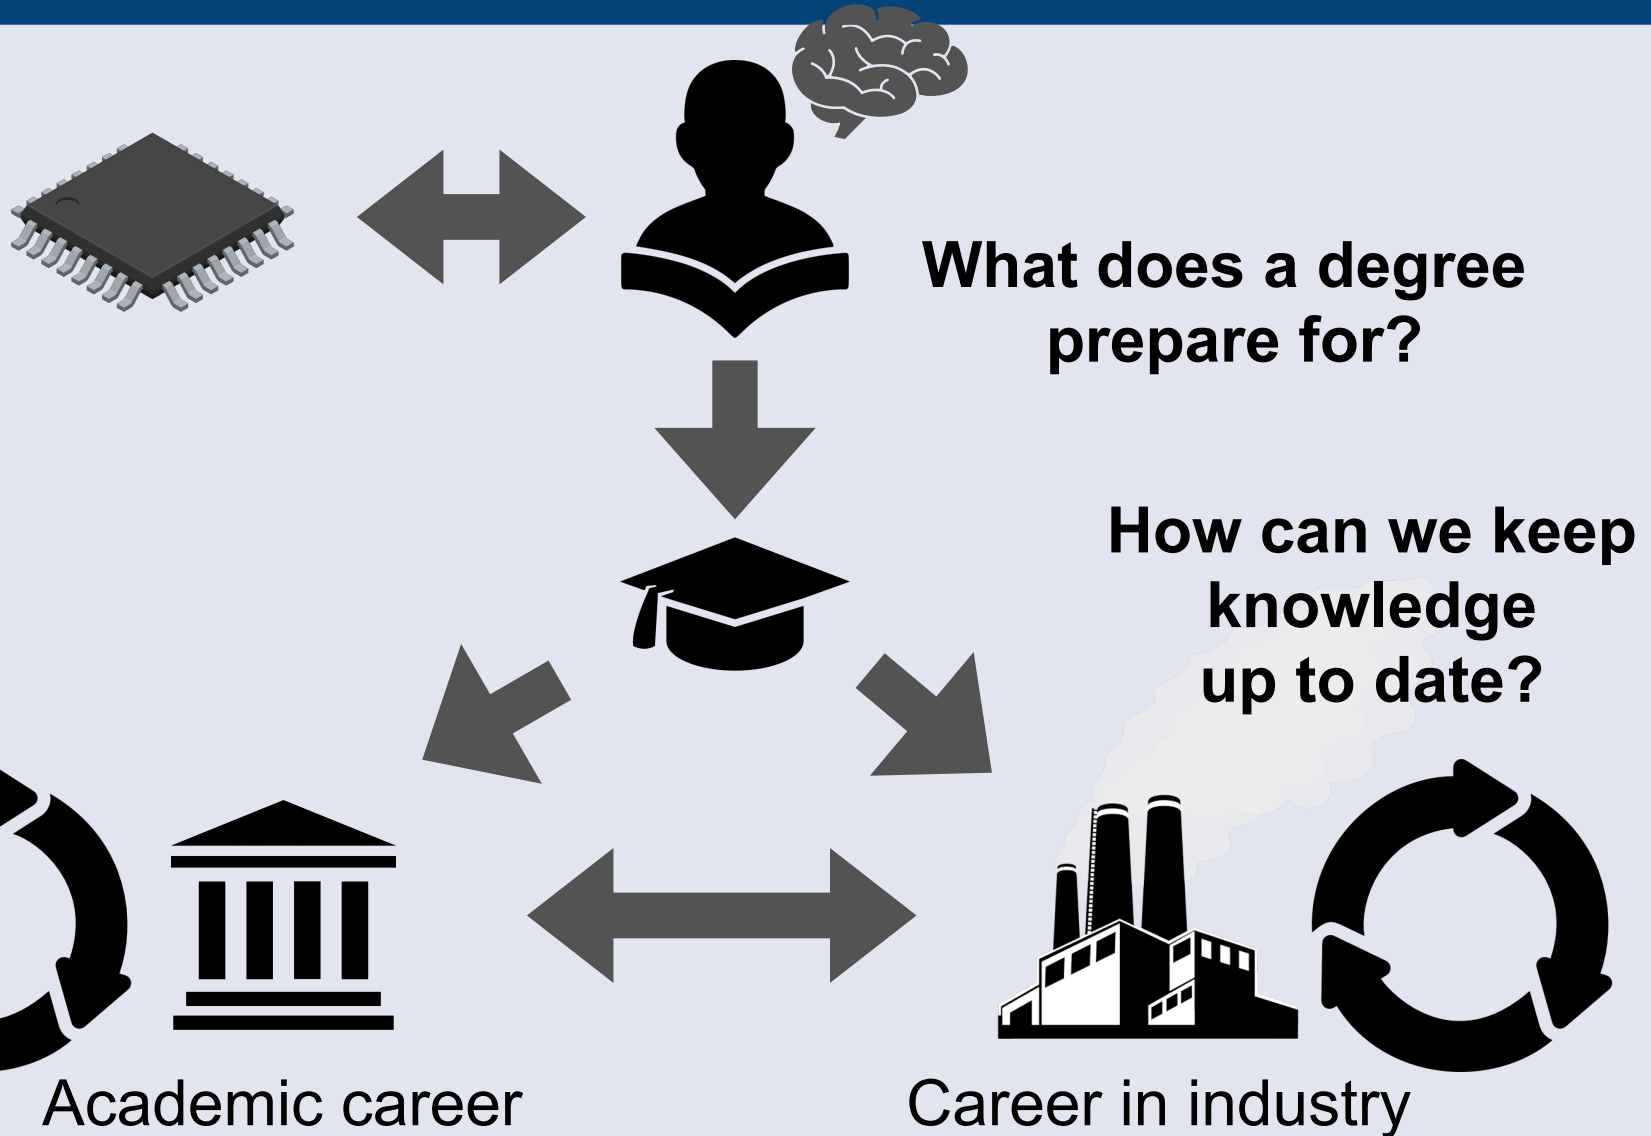 What does a degree
prepare for?
How can we keep
knowledge
up to date?
Academic career
Career in industry